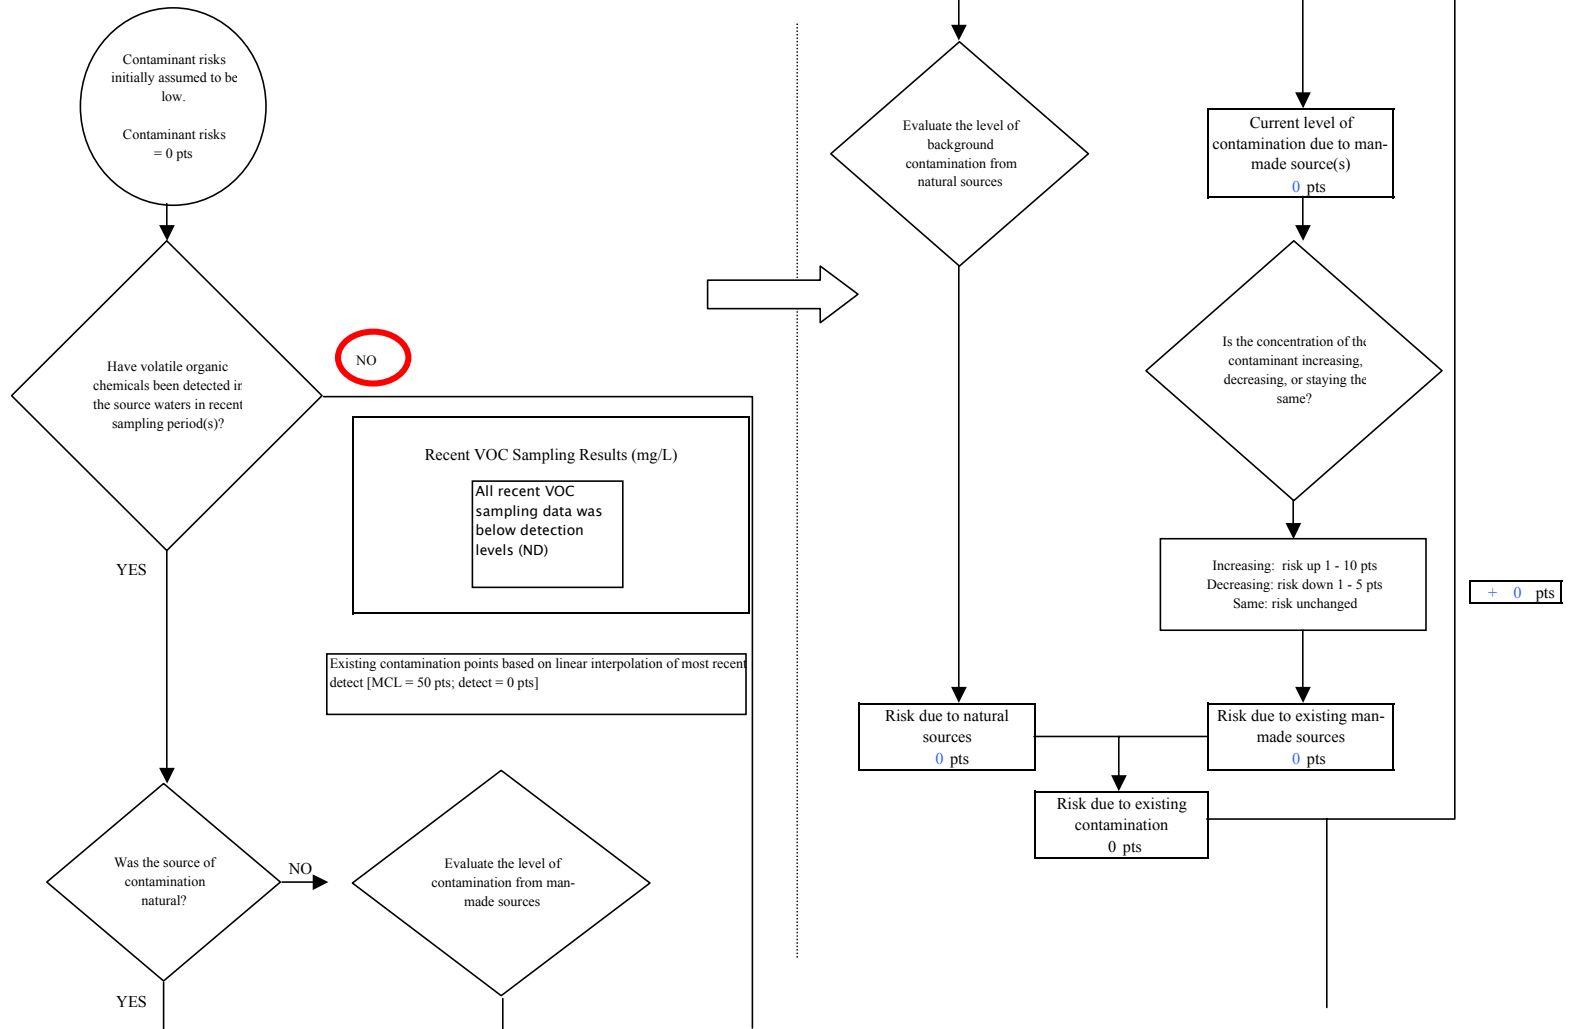 Contaminant risks
initially assumed to be
low.
Contaminant risks
= 0 pts
Have volatile organic
chemicals been detected in
the source waters in recent
sampling period(s)?
NO
Recent VOC Sampling Results (mg/L)
All recent VOC
sampling data was
below detection
levels (ND)
YES
Existing contamination points based on linear interpolation of most recent
detect [MCL = 50 pts; detect = 0 pts]
Was the source of
contamination
natural?
NO
Evaluate the level of
contamination from man-
made sources
YES
Evaluate the level of
background
contamination from
natural sources
Current level of
contamination due to man-
made source(s)
0 pts
Is the concentration of the
contaminant increasing,
decreasing, or staying the
same?
Increasing: risk up 1 - 10 pts
Decreasing: risk down 1 - 5 pts
Same: risk unchanged
+ 0 pts
Risk due to natural
sources
0 pts
Risk due to existing man-
made sources
0 pts
Risk due to existing
contamination
0 pts